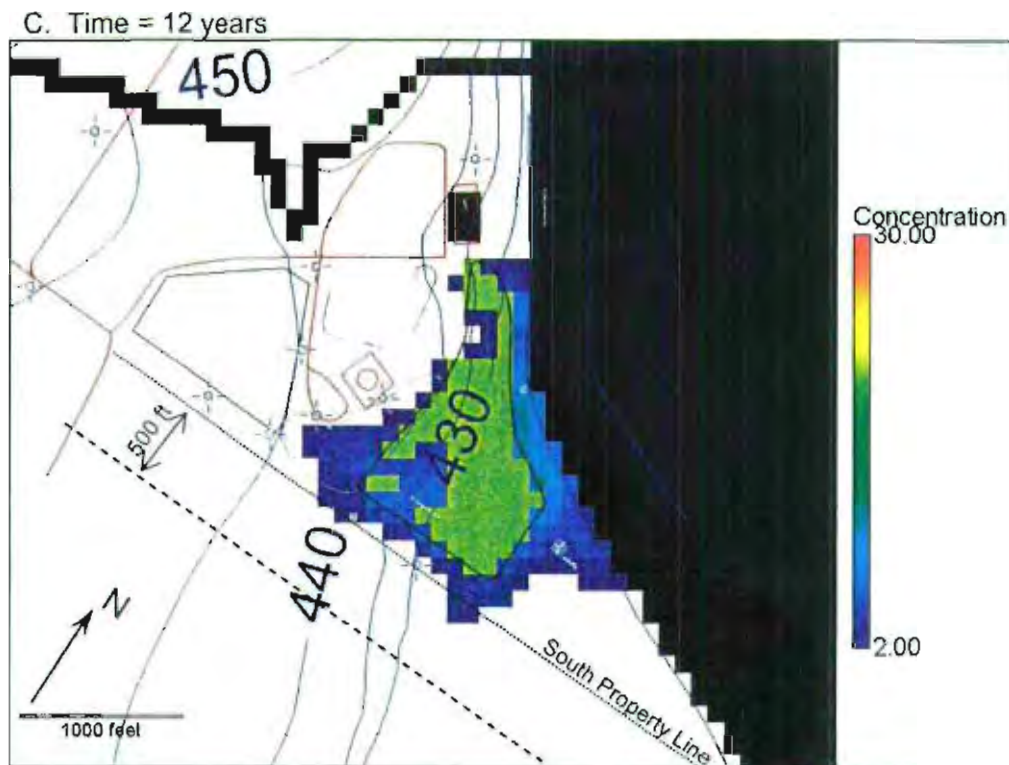 C. Time = 12 years
450
Concentration
30.00
430
500 ft.
440
2.00
N
South Property Line
1000 feet